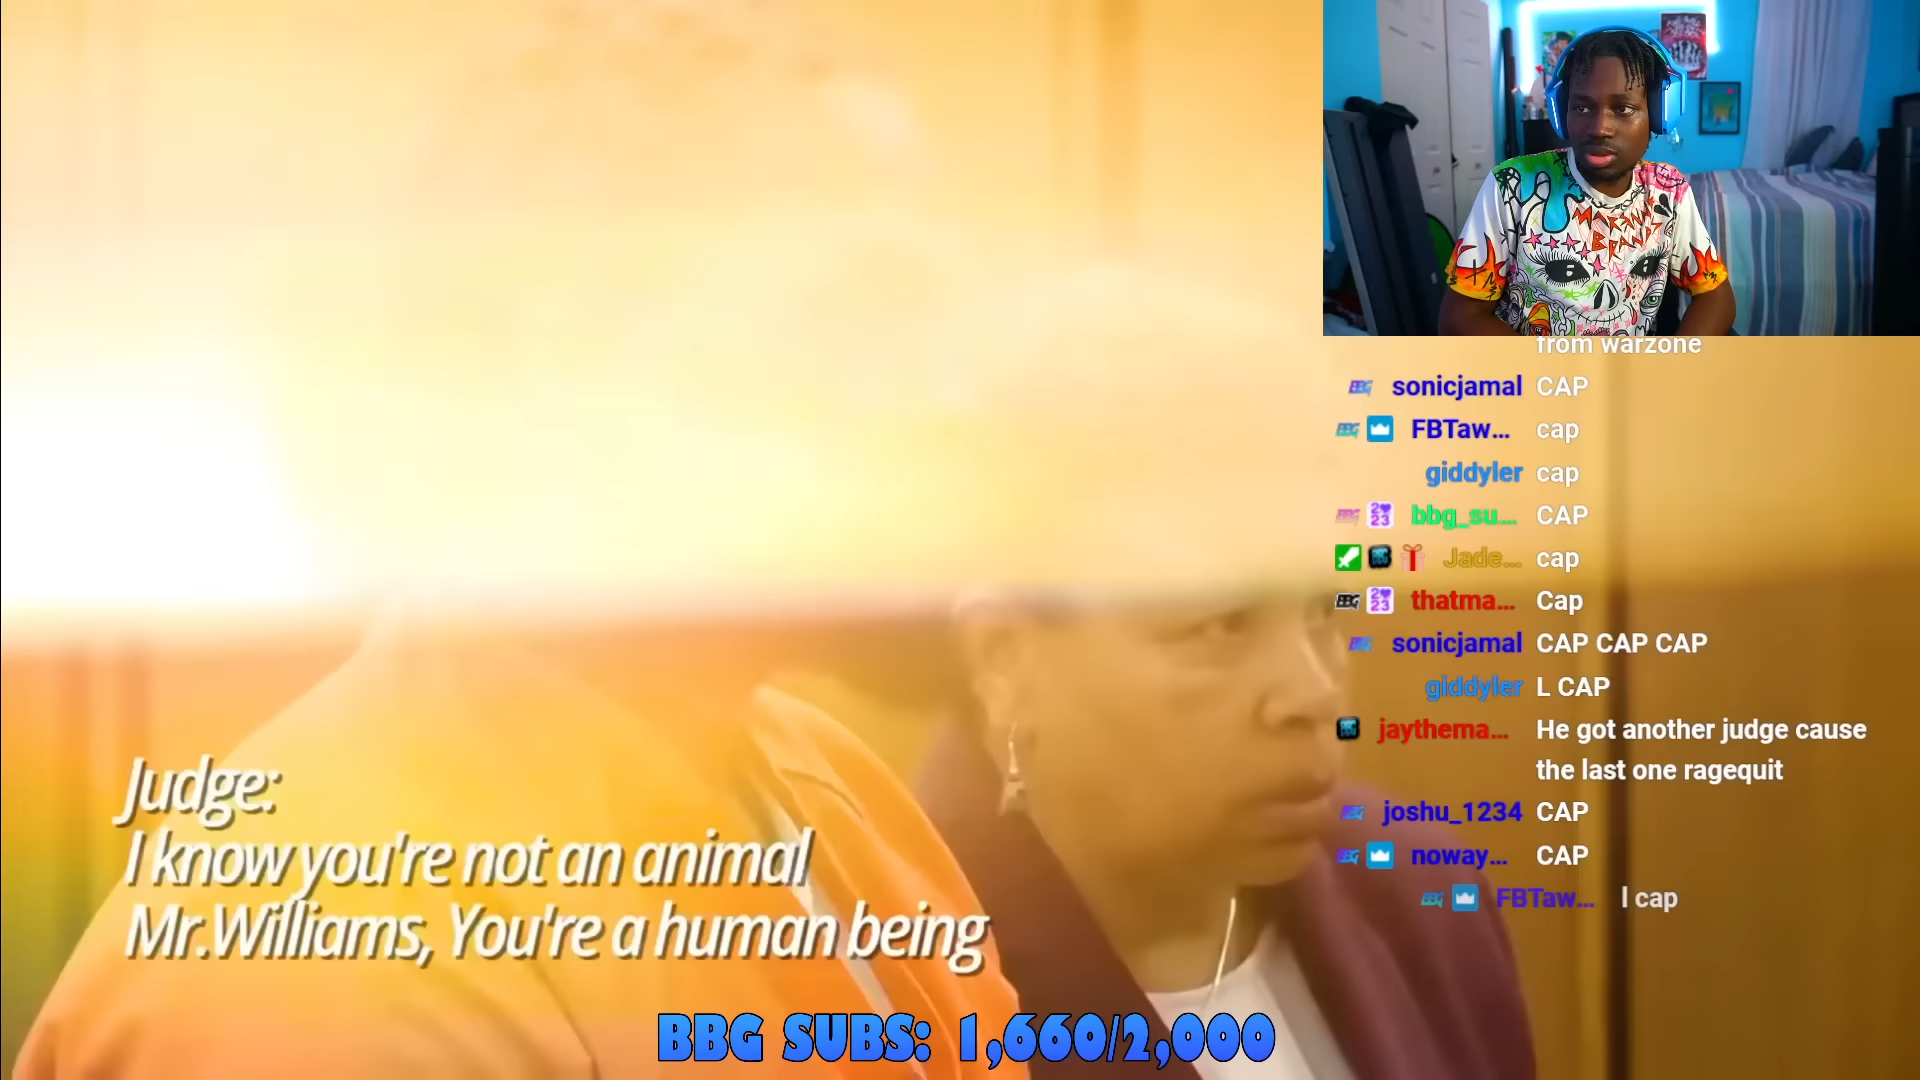 MARANNE
BRANDS
from warzone
sonicjamal CAP
FBTaw... cap
giddyler cap
bbg_su... CAP
Jade... cap
thatma... Cap
sonicjamal CAP CAP CAP
giddyler L CAP
jaythema... He got another judge cause
the last one ragequit
joshu_1234 CAP
noway... CAP
FBTaw... l cap
Judge:
I know you're not an animal
Mr.Williams, You're a human being
BBG SUBS: 1,660/2,000